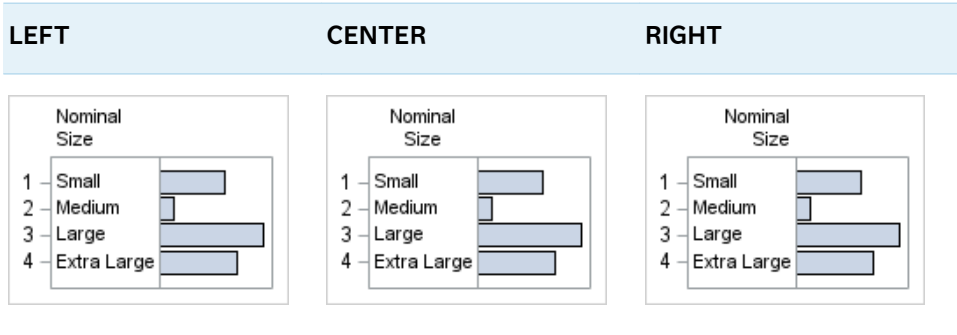 LEFT
CENTER
RIGHT
Nominal
Size
1 Small
2 Medium
3 Large
4 Extra Large
Nominal
Size
1 Small
2 Medium
3 Large
4 Extra Large
Nominal
Size
1 Small
2 Medium
3 Large
4 Extra Large